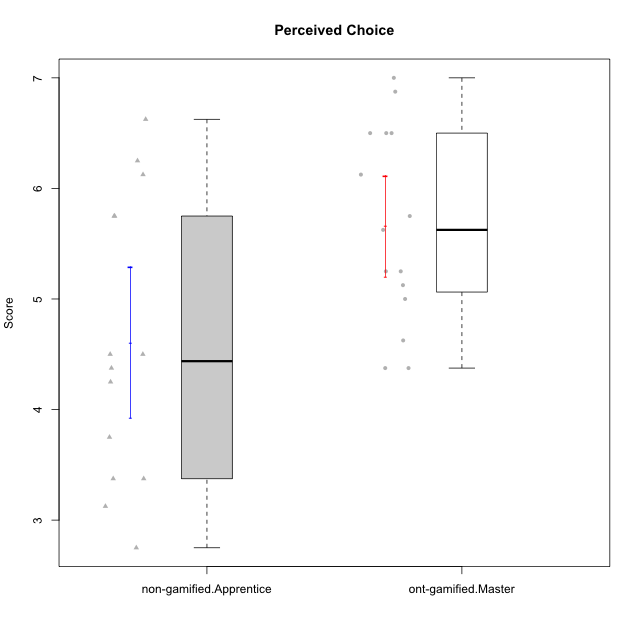 Perceived Choice
7
6
5
4
3
Score
non-gamified.Apprentice
ont-gamified.Master